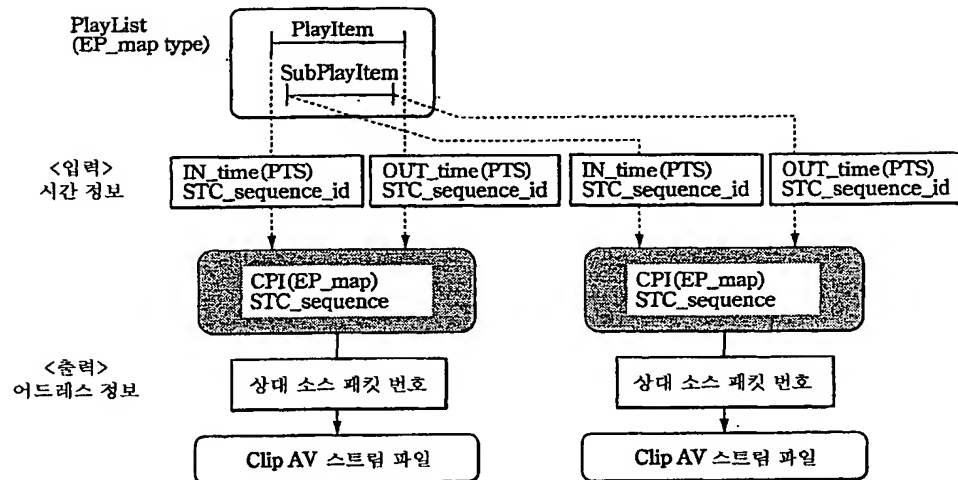 PlayList
(EP_map type)
PlayItem
SubPlayItem
<입력>
시간 정보
IN_time(PTS)
STC_sequence_id
OUT_time(PTS)
STC_sequence_id
IN_time(PTS)
STC_sequence_id
OUT_time(PTS)
STC_sequence_id
CPI(EP_map)
STC_sequence
CPI(EP_map)
STC_sequence
<출력>
어드레스 정보
상대 소스 패킷 번호
상대 소스 패킷 번호
Clip AV 스트림 파일
Clip AV 스트림 파일